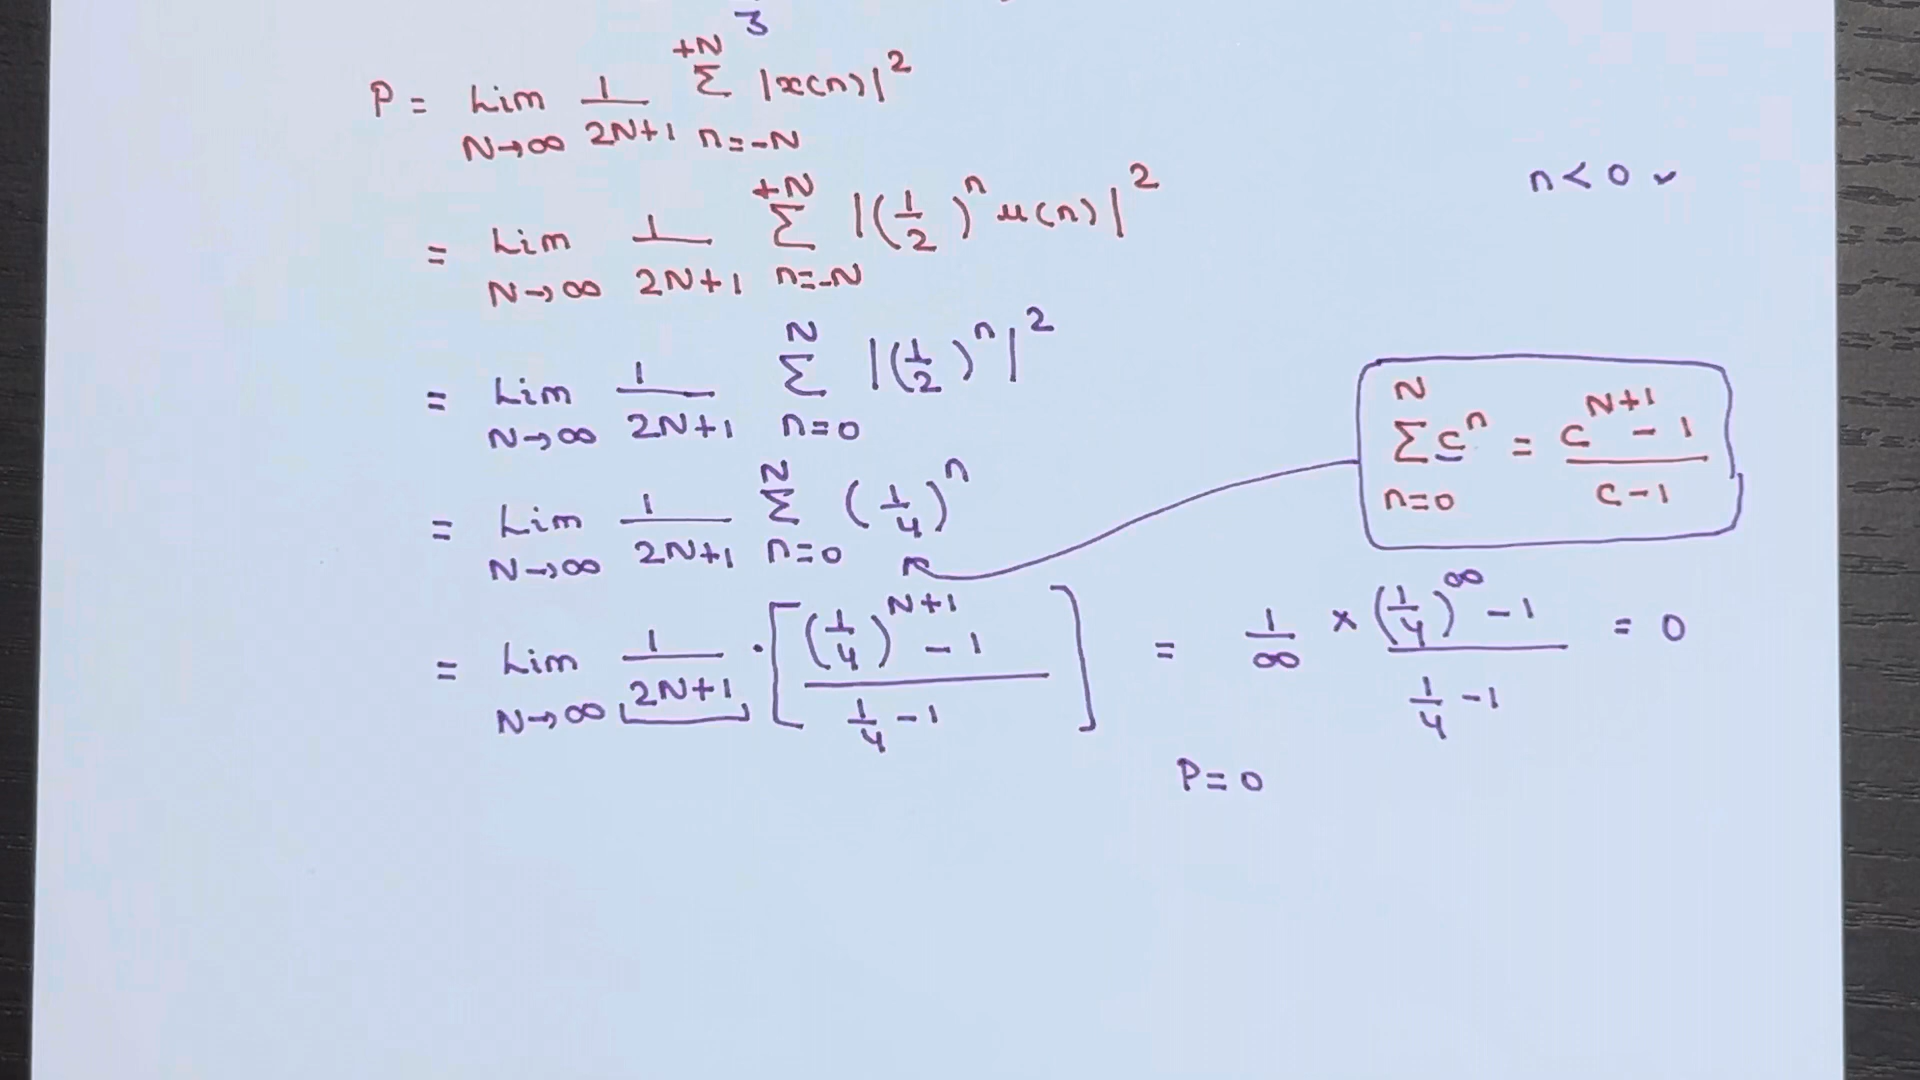 3
P = Lim N→∞ 1/(2N+1) Σ_{n=-N}^{+N} |x(n)|^2
n < 0 ✓
= Lim N→∞ 1/(2N+1) Σ_{n=-N}^{+N} |(1/2)^n u(n)|^2
= Lim N→∞ 1/(2N+1) Σ_{n=0}^{N} |(1/2)^n|^2
Σ_{n=0}^{N} c^n = (c^{N+1} - 1)/(c - 1)
= Lim N→∞ 1/(2N+1) Σ_{n=0}^{N} (1/4)^n
= Lim N→∞ 1/(2N+1) · [((1/4)^{N+1} - 1)/(1/4 - 1)] = 1/∞ × ((1/4)^∞ - 1)/(1/4 - 1) = 0
P = 0